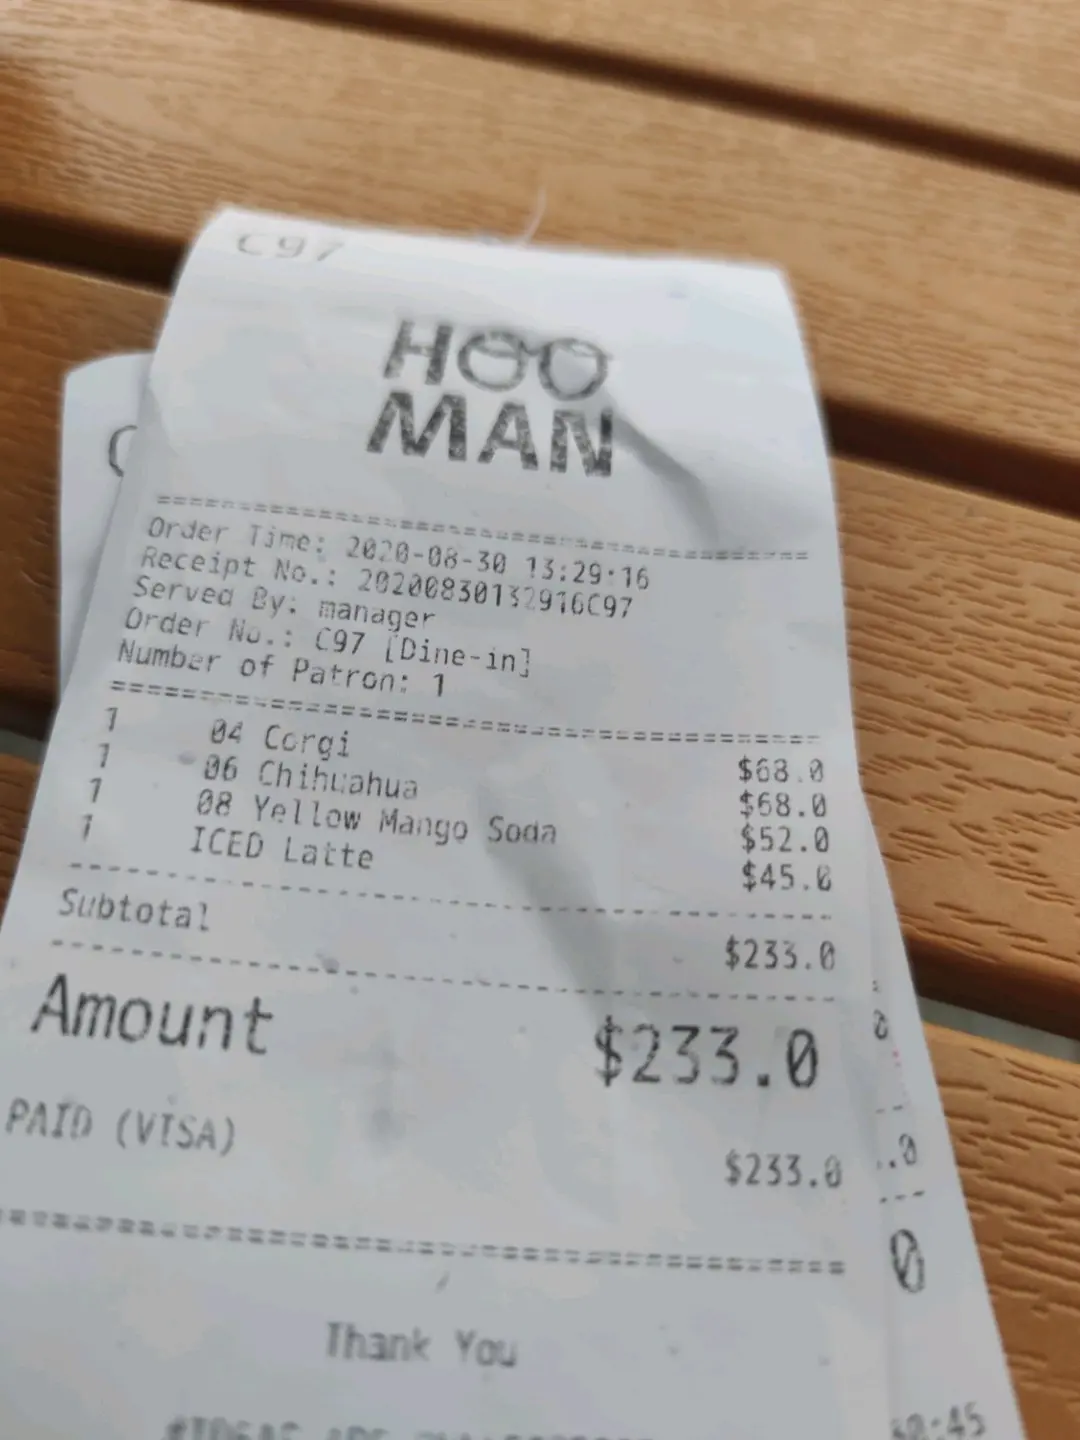 C97
HOO
MAN
Order Time: 2020-08-30 13:29:16
Receipt No.: 20200830132916C97
Served By: manager
Order No.: C97 [Dine-in]
Number of Patron: 1
1 04 Corgi $68.0
1 06 Chihuahua $68.0
1 08 Yellow Mango Soda $52.0
1 ICED Latte $45.0
Subtotal $233.0
Amount $233.0
PAID (VISA) $233.0
Thank You